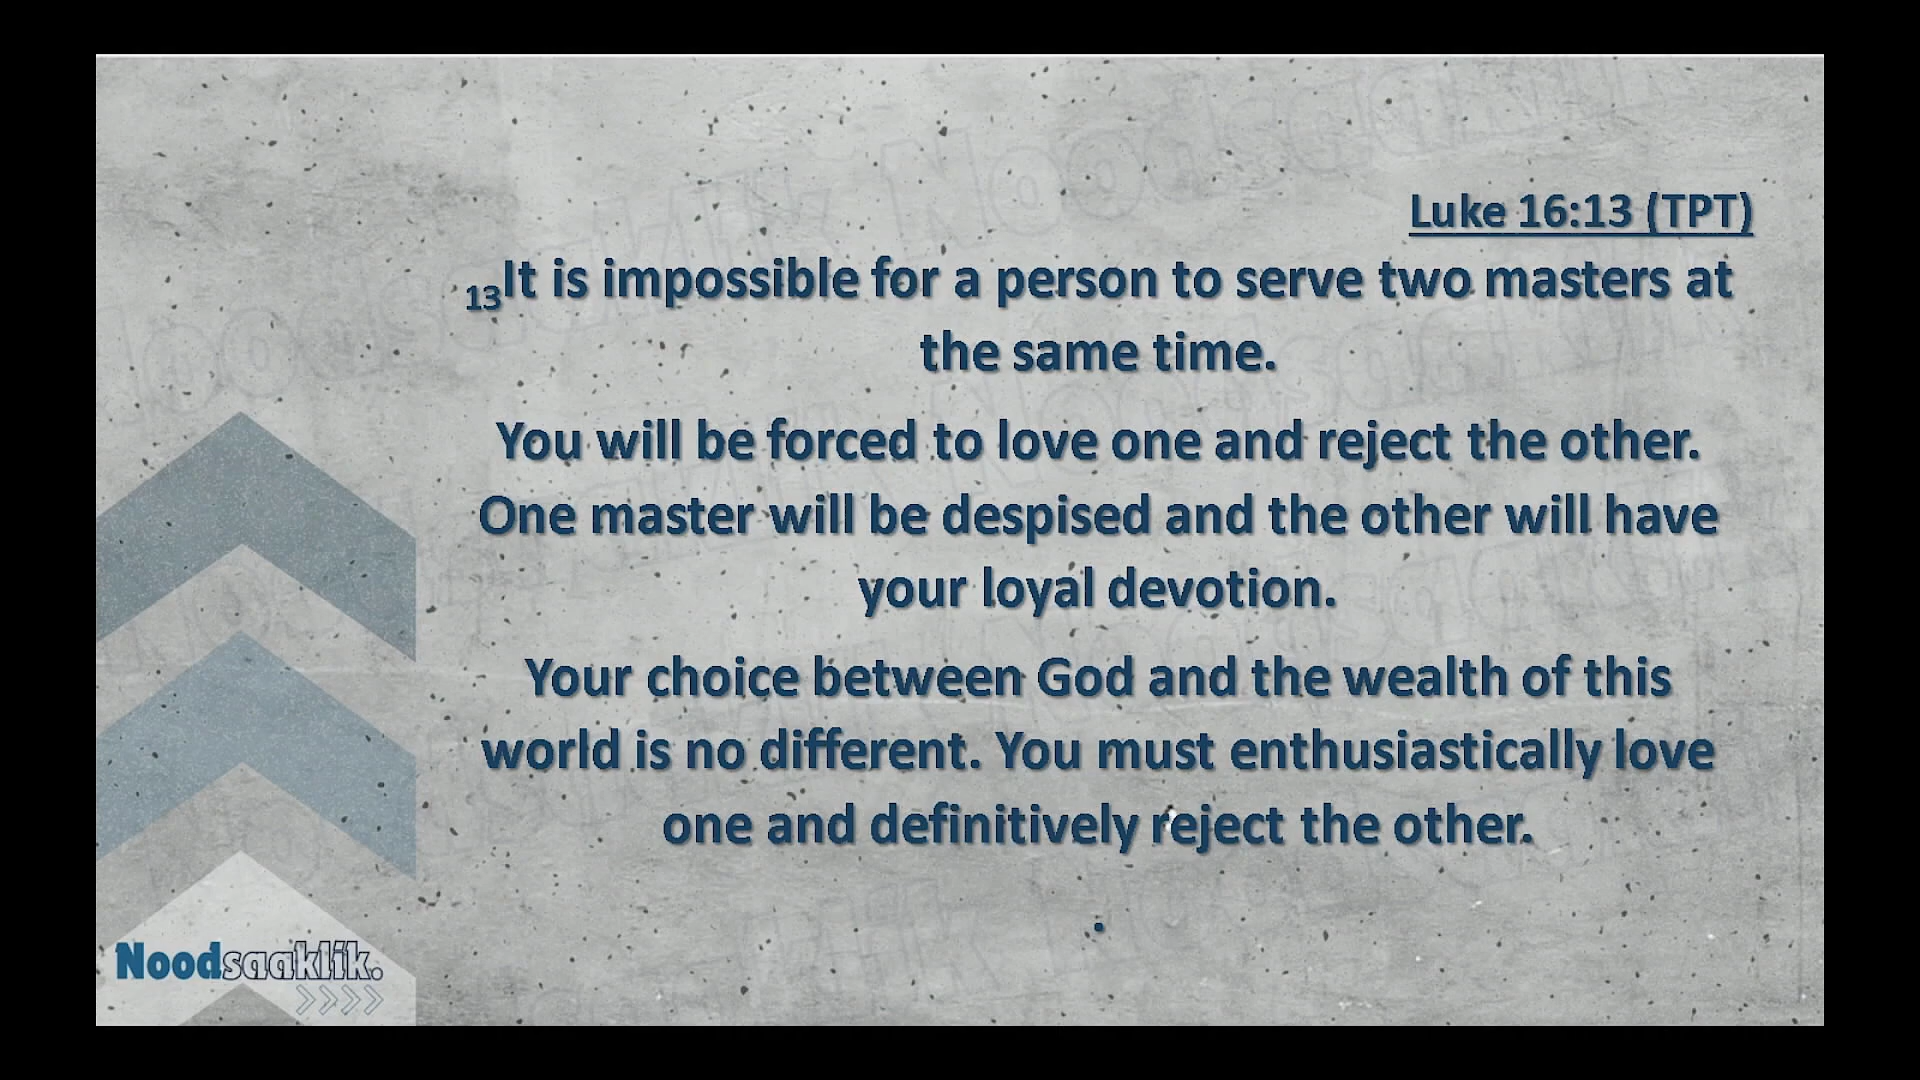 Luke 16:13 (TPT)
13It is impossible for a person to serve two masters at
the same time.
You will be forced to love one and reject the other.
One master will be despised and the other will have
your loyal devotion.
Your choice between God and the wealth of this
world is no different. You must enthusiastically love
one and definitively reject the other.
.
Noodsaaklik.